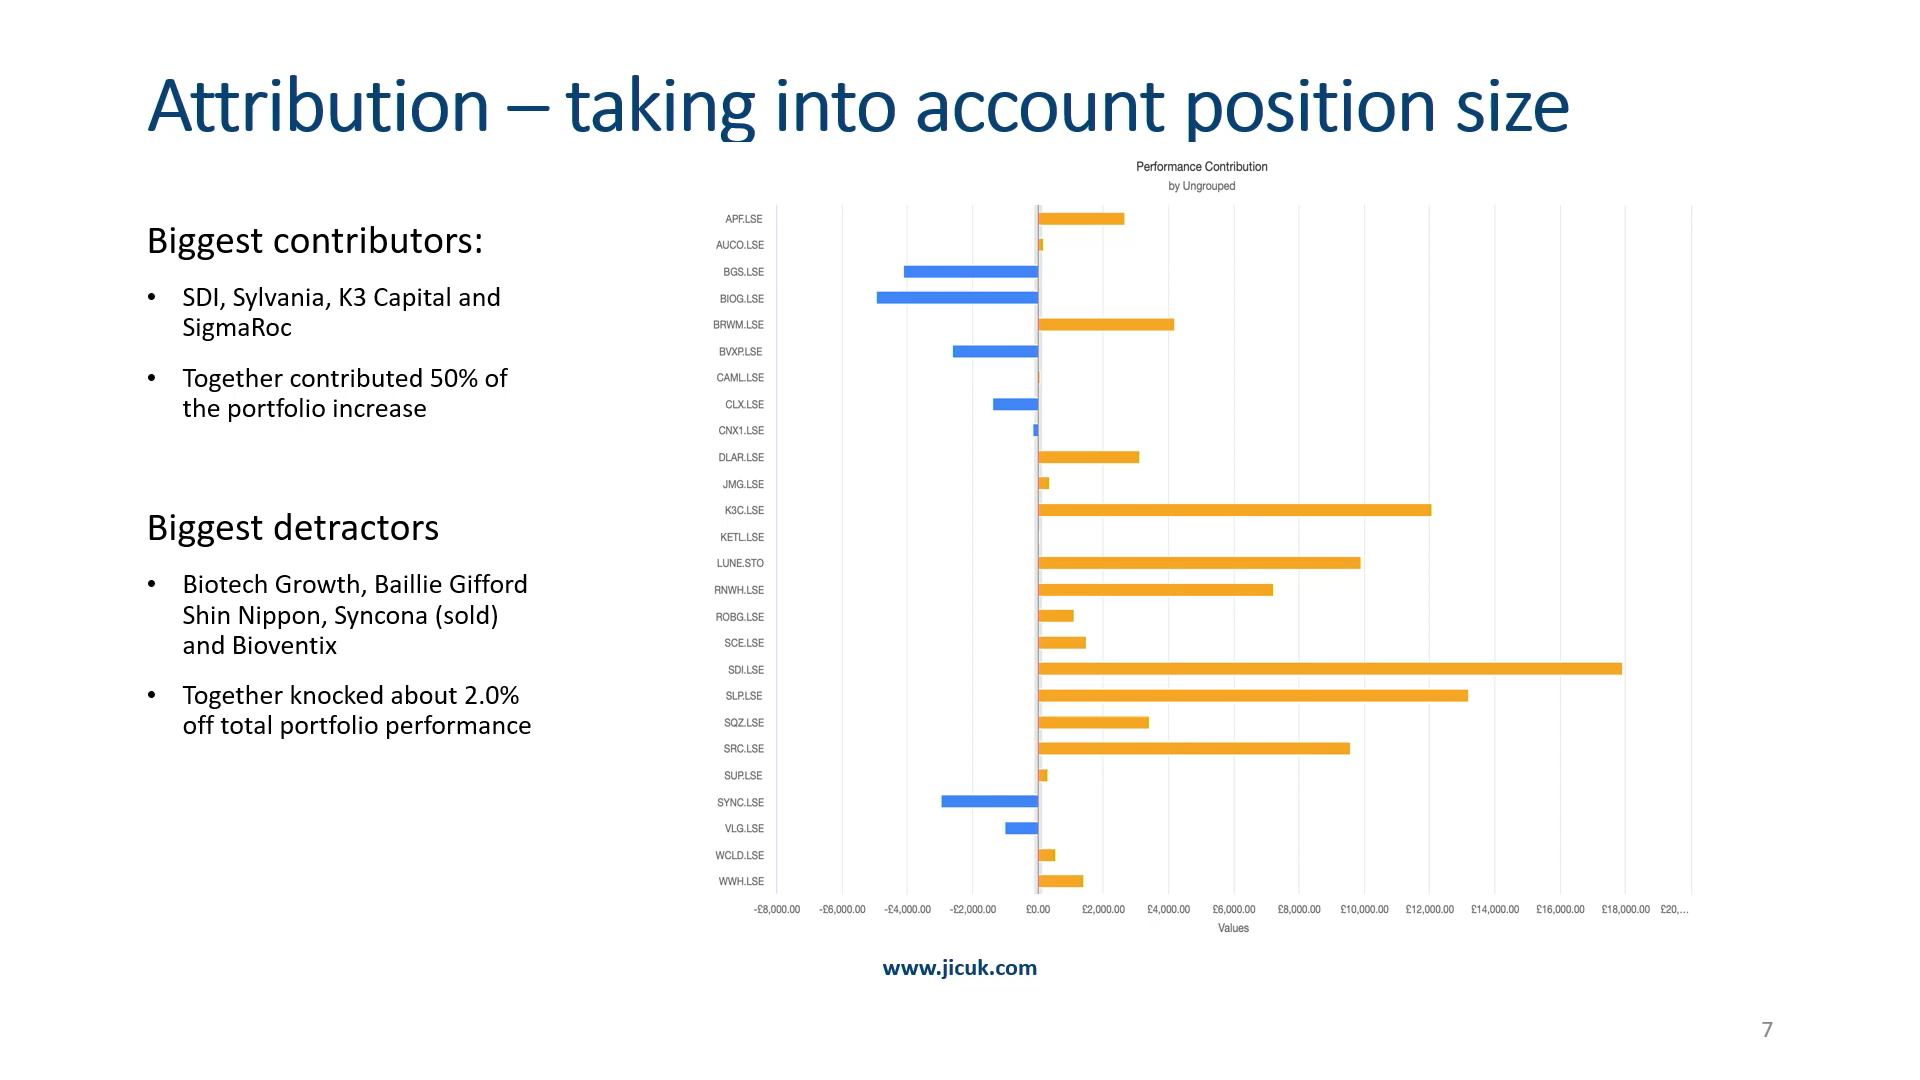 Attribution – taking into account position size
Biggest contributors:
• SDI, Sylvania, K3 Capital and
SigmaRoc
• Together contributed 50% of
the portfolio increase
Biggest detractors
• Biotech Growth, Baillie Gifford
Shin Nippon, Syncona (sold)
and Bioventix
• Together knocked about 2.0%
off total portfolio performance
Performance Contribution
by Ungrouped
APF.LSE
AUCO.LSE
BGS.LSE
BIOG.LSE
BRWM.LSE
BVXP.LSE
CAML.LSE
CLX.LSE
CNX1.LSE
DLAR.LSE
JMG.LSE
K3C.LSE
KETL.LSE
LUNE.STO
RNWH.LSE
ROBG.LSE
SCE.LSE
SDI.LSE
SLP.LSE
SQZ.LSE
SRC.LSE
SUP.LSE
SYNC.LSE
VLG.LSE
WCLD.LSE
WWH.LSE
-£8,000.00 -£6,000.00 -£4,000.00 -£2,000.00 £0.00 £2,000.00 £4,000.00 £6,000.00 £8,000.00 £10,000.00 £12,000.00 £14,000.00 £16,000.00 £18,000.00 £20,...
Values
www.jicuk.com
7